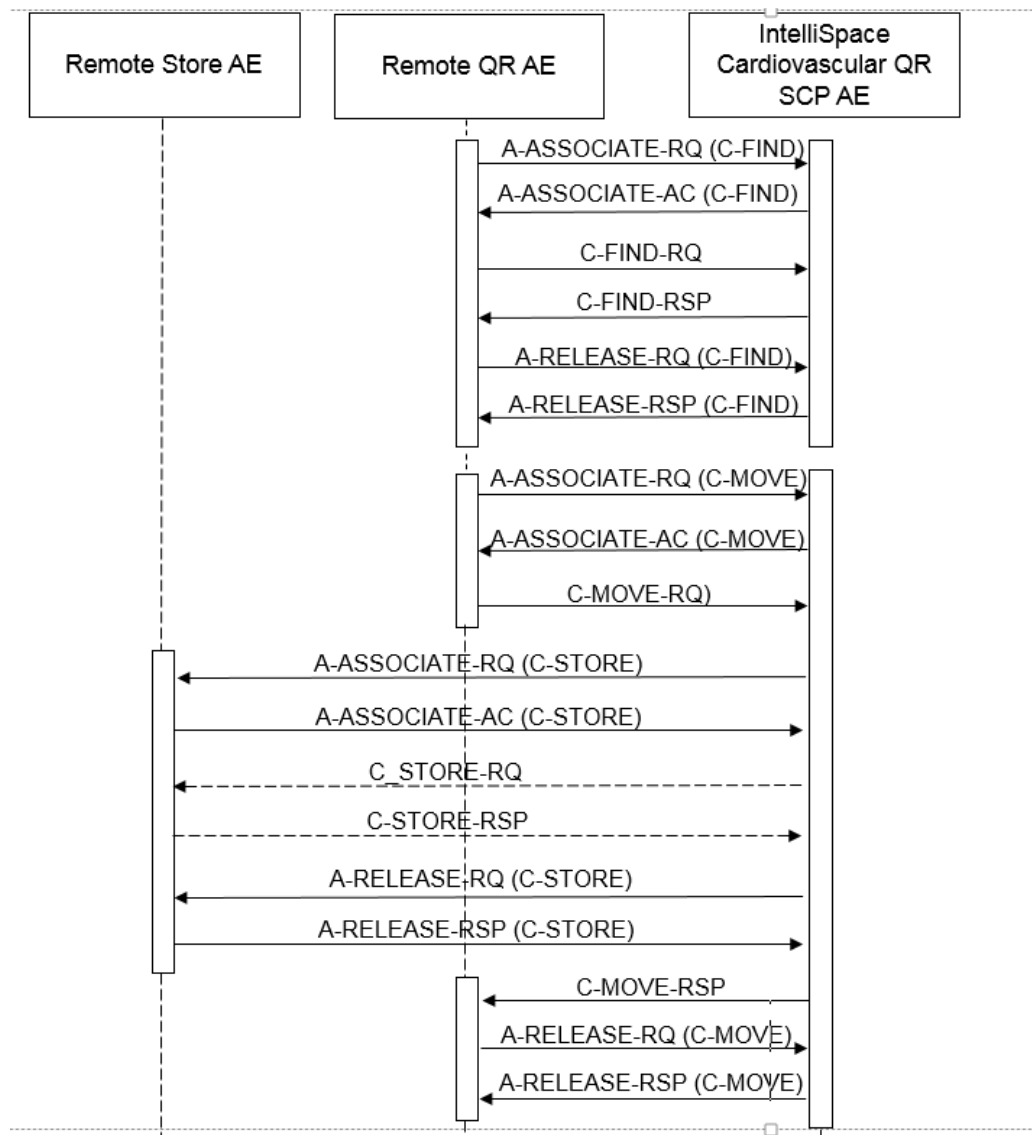 Remote Store AE
Remote QR AE
IntelliSpace
Cardiovascular QR
SCP AE
A-ASSOCIATE-RQ (C-FIND)
A-ASSOCIATE-AC (C-FIND)
C-FIND-RQ
C-FIND-RSP
A-RELEASE-RQ (C-FIND)
A-RELEASE-RSP (C-FIND)
A-ASSOCIATE-RQ (C-MOVE)
A-ASSOCIATE-AC (C-MOVE)
C-MOVE-RQ)
A-ASSOCIATE-RQ (C-STORE)
A-ASSOCIATE-AC (C-STORE)
C_STORE-RQ
C-STORE-RSP
A-RELEASE-RQ (C-STORE)
A-RELEASE-RSP (C-STORE)
C-MOVE-RSP
A-RELEASE-RQ (C-MOVE)
A-RELEASE-RSP (C-MOVE)